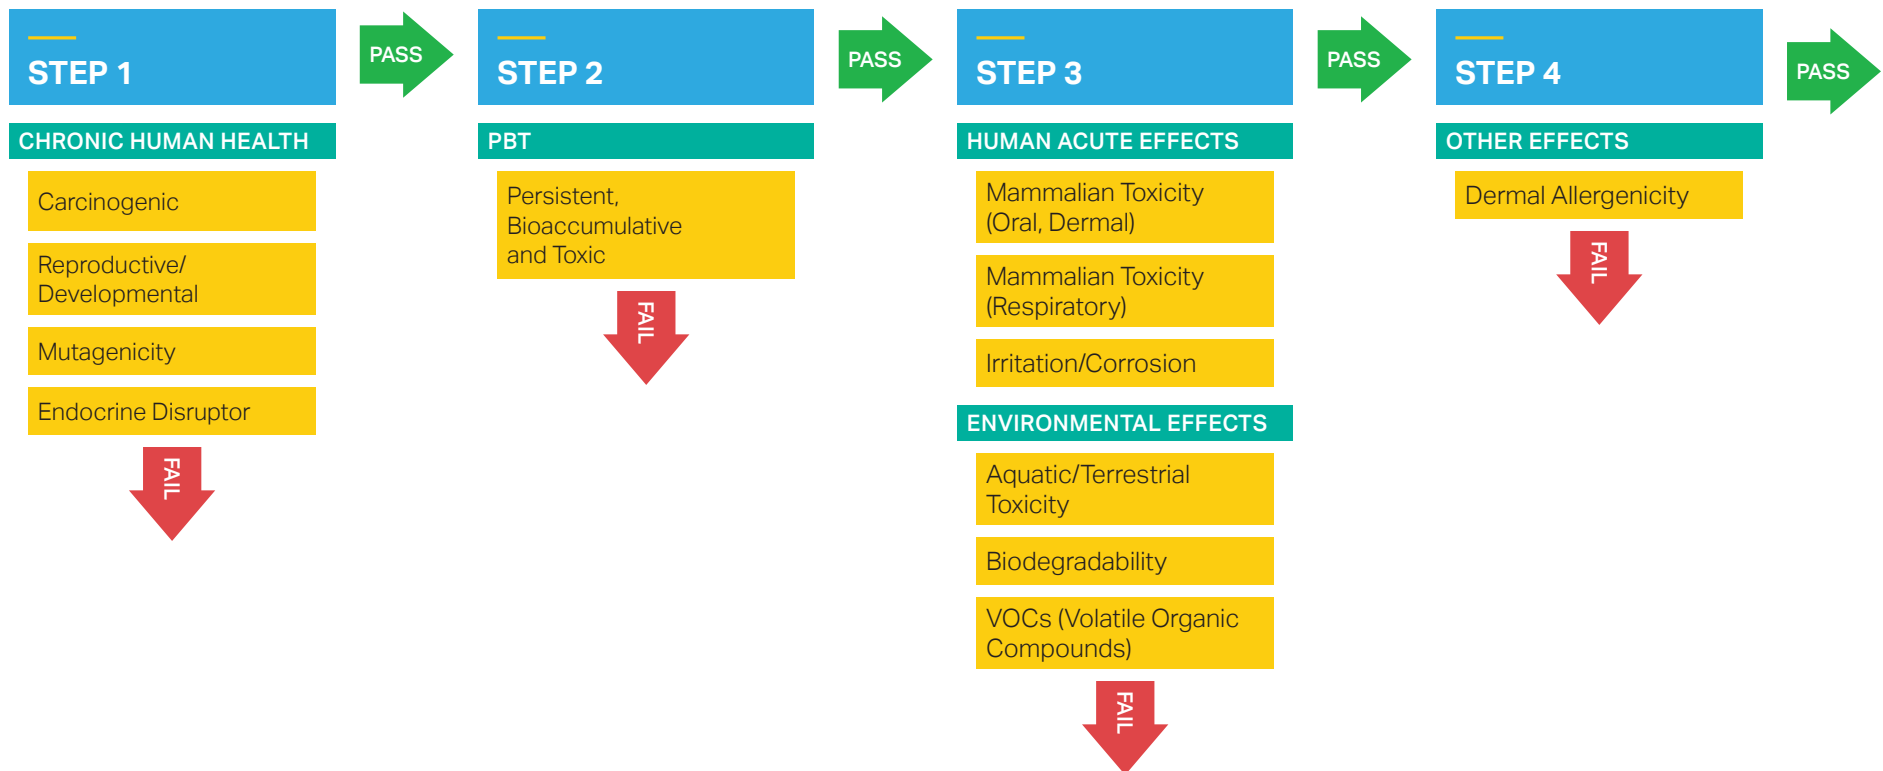 STEP 1
PASS
CHRONIC HUMAN HEALTH
Carcinogenic
Reproductive/
Developmental
Mutagenicity
Endocrine Disruptor
FAIL
STEP 2
PASS
PBT
Persistent,
Bioaccumulative
and Toxic
FAIL
STEP 3
PASS
HUMAN ACUTE EFFECTS
Mammalian Toxicity
(Oral, Dermal)
Mammalian Toxicity
(Respiratory)
Irritation/Corrosion
ENVIRONMENTAL EFFECTS
Aquatic/Terrestrial
Toxicity
Biodegradability
VOCs (Volatile Organic
Compounds)
FAIL
STEP 4
PASS
OTHER EFFECTS
Dermal Allergenicity
FAIL